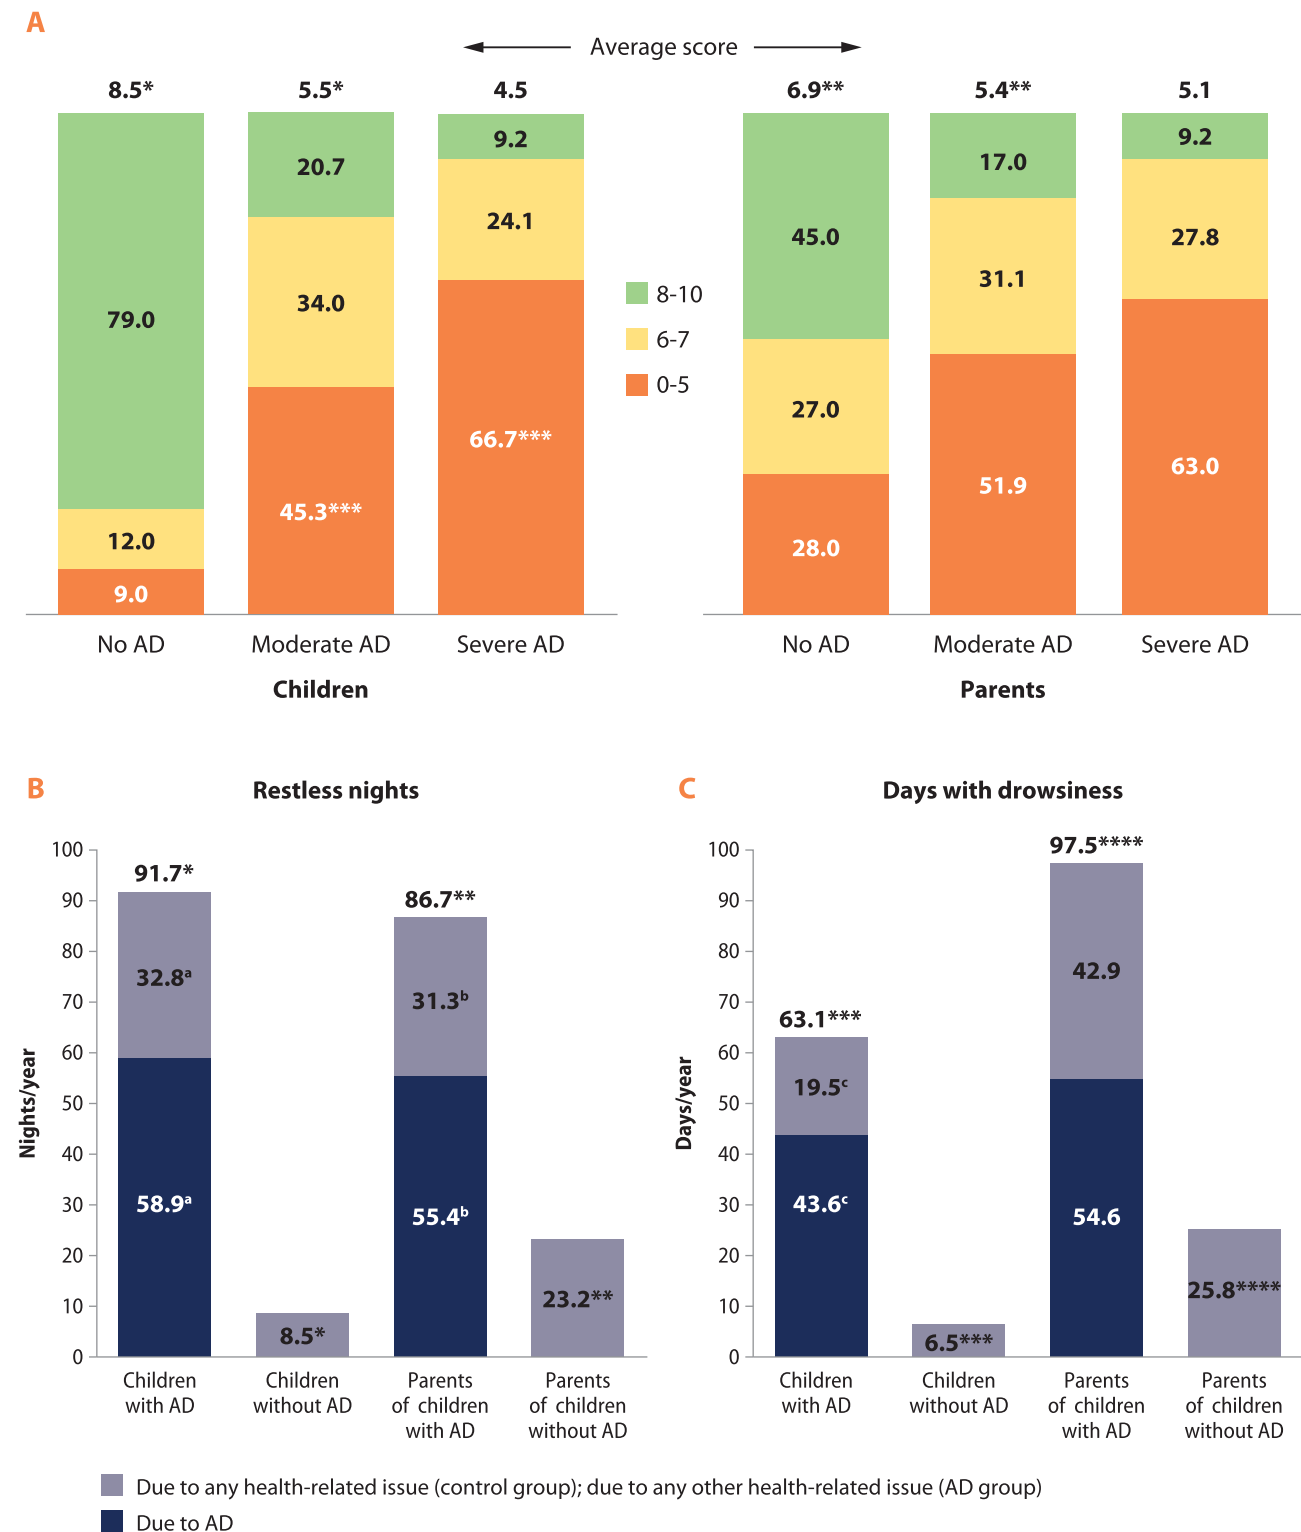 A
Average score
8.5* 5.5* 4.5 6.9** 5.4** 5.1
79.0
12.0
9.0
20.7
34.0
45.3***
9.2
24.1
66.7***
8-10
6-7
0-5
45.0
27.0
28.0
17.0
31.1
51.9
9.2
27.8
63.0
No AD Moderate AD Severe AD
Children
No AD Moderate AD Severe AD
Parents
B Restless nights
Nights/year
100
90
80
70
60
50
40
30
20
10
0
91.7*
32.8ᵃ
58.9ᵃ
8.5*
86.7**
31.3ᵇ
55.4ᵇ
23.2**
Children
with AD
Children
without AD
Parents
of children
with AD
Parents
of children
without AD
C Days with drowsiness
Days/year
100
90
80
70
60
50
40
30
20
10
0
63.1***
19.5ᶜ
43.6ᶜ
6.5***
97.5****
42.9
54.6
25.8****
Children
with AD
Children
without AD
Parents
of children
with AD
Parents
of children
without AD
Due to any health-related issue (control group); due to any other health-related issue (AD group)
Due to AD